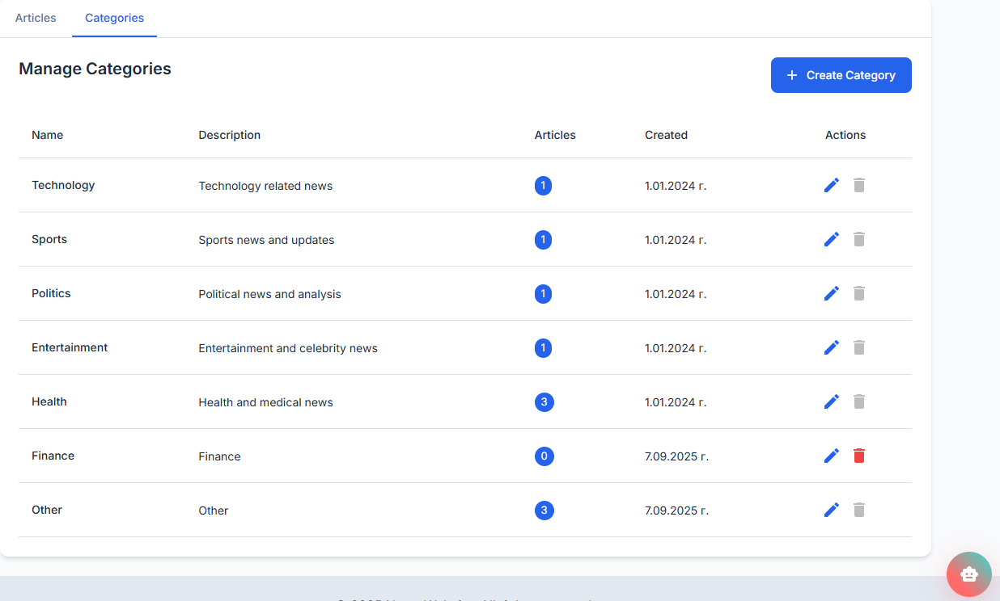 Articles Categories
Manage Categories
Create Category
Name Description Articles Created Actions
Technology Technology related news 1 1.01.2024 г.
Sports Sports news and updates 1 1.01.2024 г.
Politics Political news and analysis 1 1.01.2024 г.
Entertainment Entertainment and celebrity news 1 1.01.2024 г.
Health Health and medical news 3 1.01.2024 г.
Finance Finance 0 7.09.2025 г.
Other Other 3 7.09.2025 г.